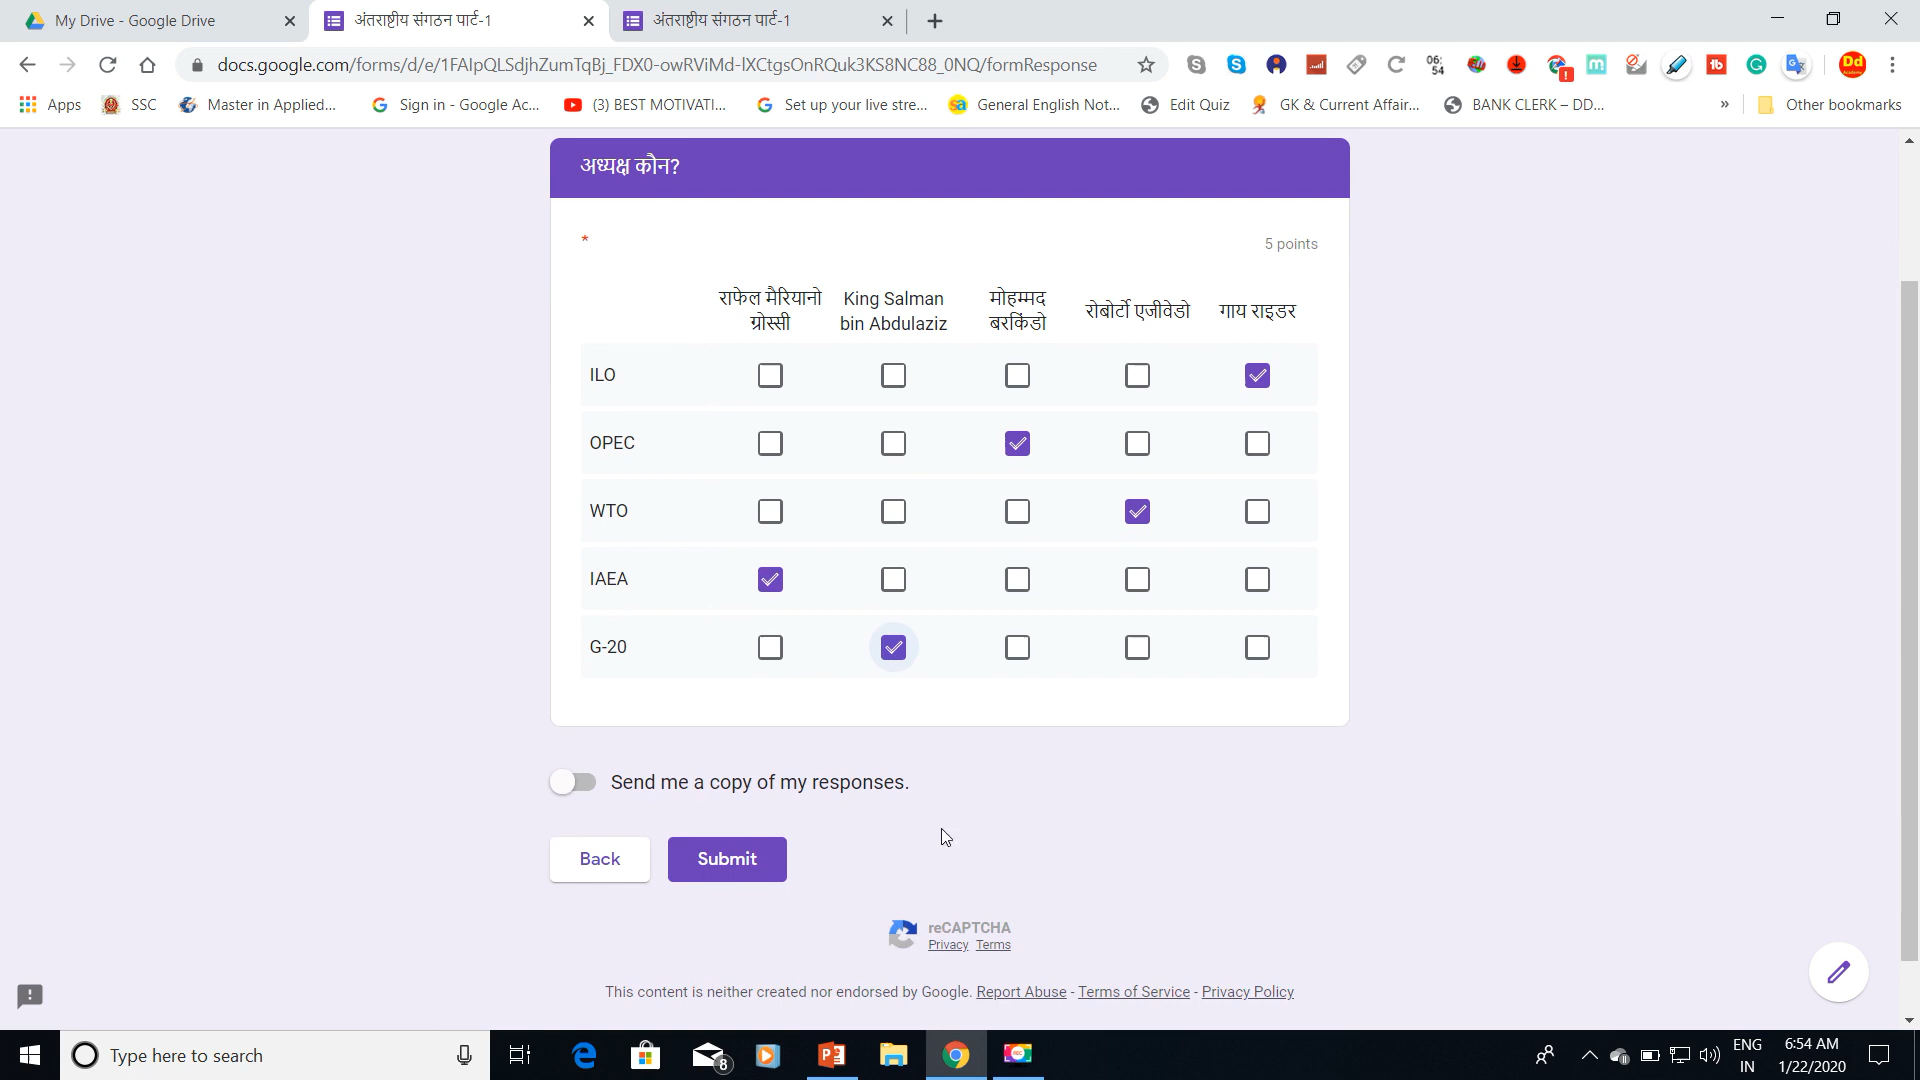 My Drive - Google Drive
अंतराष्ट्रीय संगठन पार्ट-1
अंतराष्ट्रीय संगठन पार्ट-1
docs.google.com/forms/d/e/1FAIpQLSdjhZumTqBj_FDX0-owRViMd-lXCtgsOnRQuk3KS8NC88_0NQ/formResponse
06:
54
Dd
Apps
SSC
Master in Applied...
Sign in - Google Ac...
(3) BEST MOTIVATI...
Set up your live stre...
General English Not...
Edit Quiz
GK & Current Affair...
BANK CLERK – DD...
»
Other bookmarks
अध्यक्ष कौन?
*
5 points
राफेल मैरियानो
ग्रोस्सी
King Salman
bin Abdulaziz
मोहम्मद
बरकिंडो
रोबोर्टो एजीवेडो
गाय राइडर
ILO
OPEC
WTO
IAEA
G-20
Send me a copy of my responses.
Back
Submit
reCAPTCHA
Privacy Terms
This content is neither created nor endorsed by Google. Report Abuse - Terms of Service - Privacy Policy
Type here to search
8
ENG
IN
6:54 AM
1/22/2020